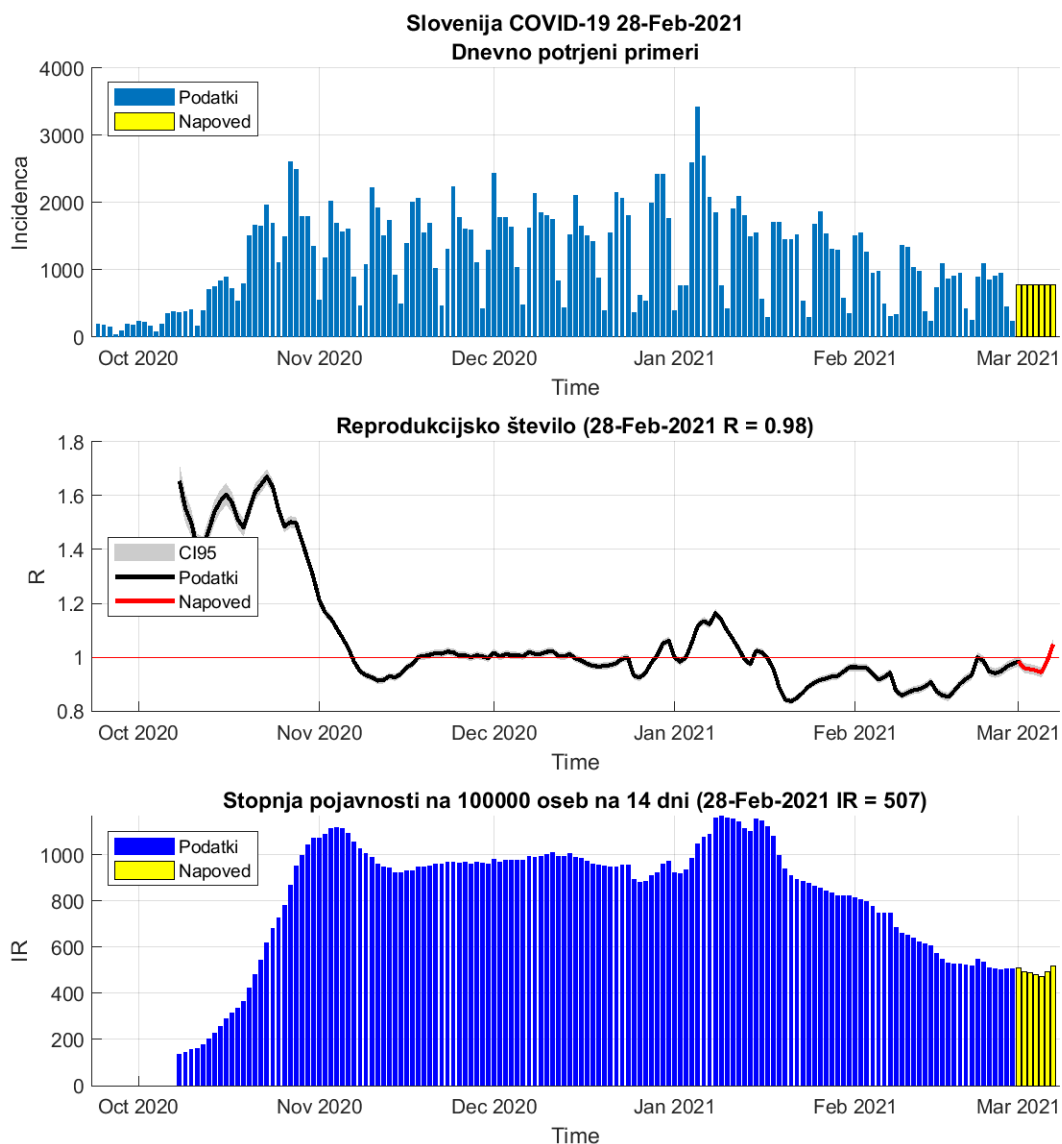 Slovenija COVID-19 28-Feb-2021
Dnevno potrjeni primeri
4000
3000
2000
1000
0
Incidenca
Podatki
Napoved
Oct 2020 Nov 2020 Dec 2020 Jan 2021 Feb 2021 Mar 2021
Time
Reprodukcijsko število (28-Feb-2021 R = 0.98)
1.8
1.6
1.4
1.2
1
0.8
R
CI95
Podatki
Napoved
Oct 2020 Nov 2020 Dec 2020 Jan 2021 Feb 2021 Mar 2021
Time
Stopnja pojavnosti na 100000 oseb na 14 dni (28-Feb-2021 IR = 507)
1000
800
600
400
200
0
IR
Podatki
Napoved
Oct 2020 Nov 2020 Dec 2020 Jan 2021 Feb 2021 Mar 2021
Time